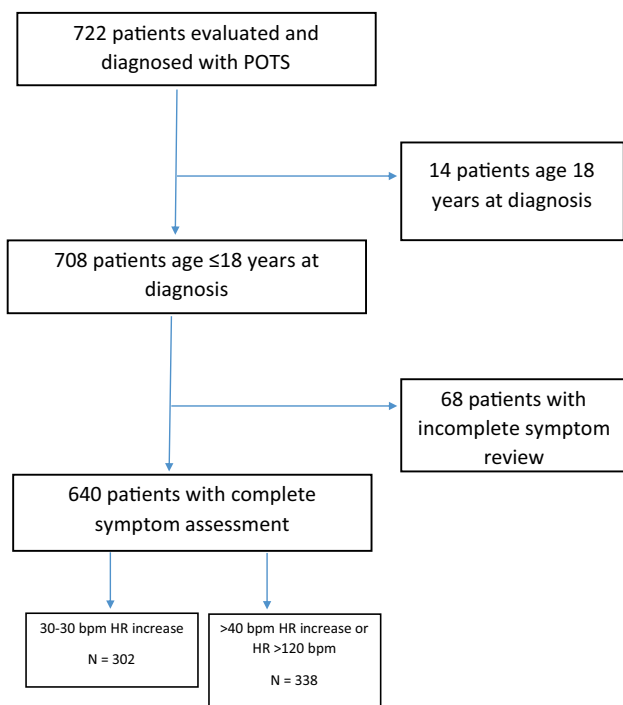 722 patients evaluated and
diagnosed with POTS
14 patients age 18
years at diagnosis
708 patients age ≤18 years at
diagnosis
68 patients with
incomplete symptom
review
640 patients with complete
symptom assessment
30-30 bpm HR increase
N = 302
>40 bpm HR increase or
HR >120 bpm
N = 338